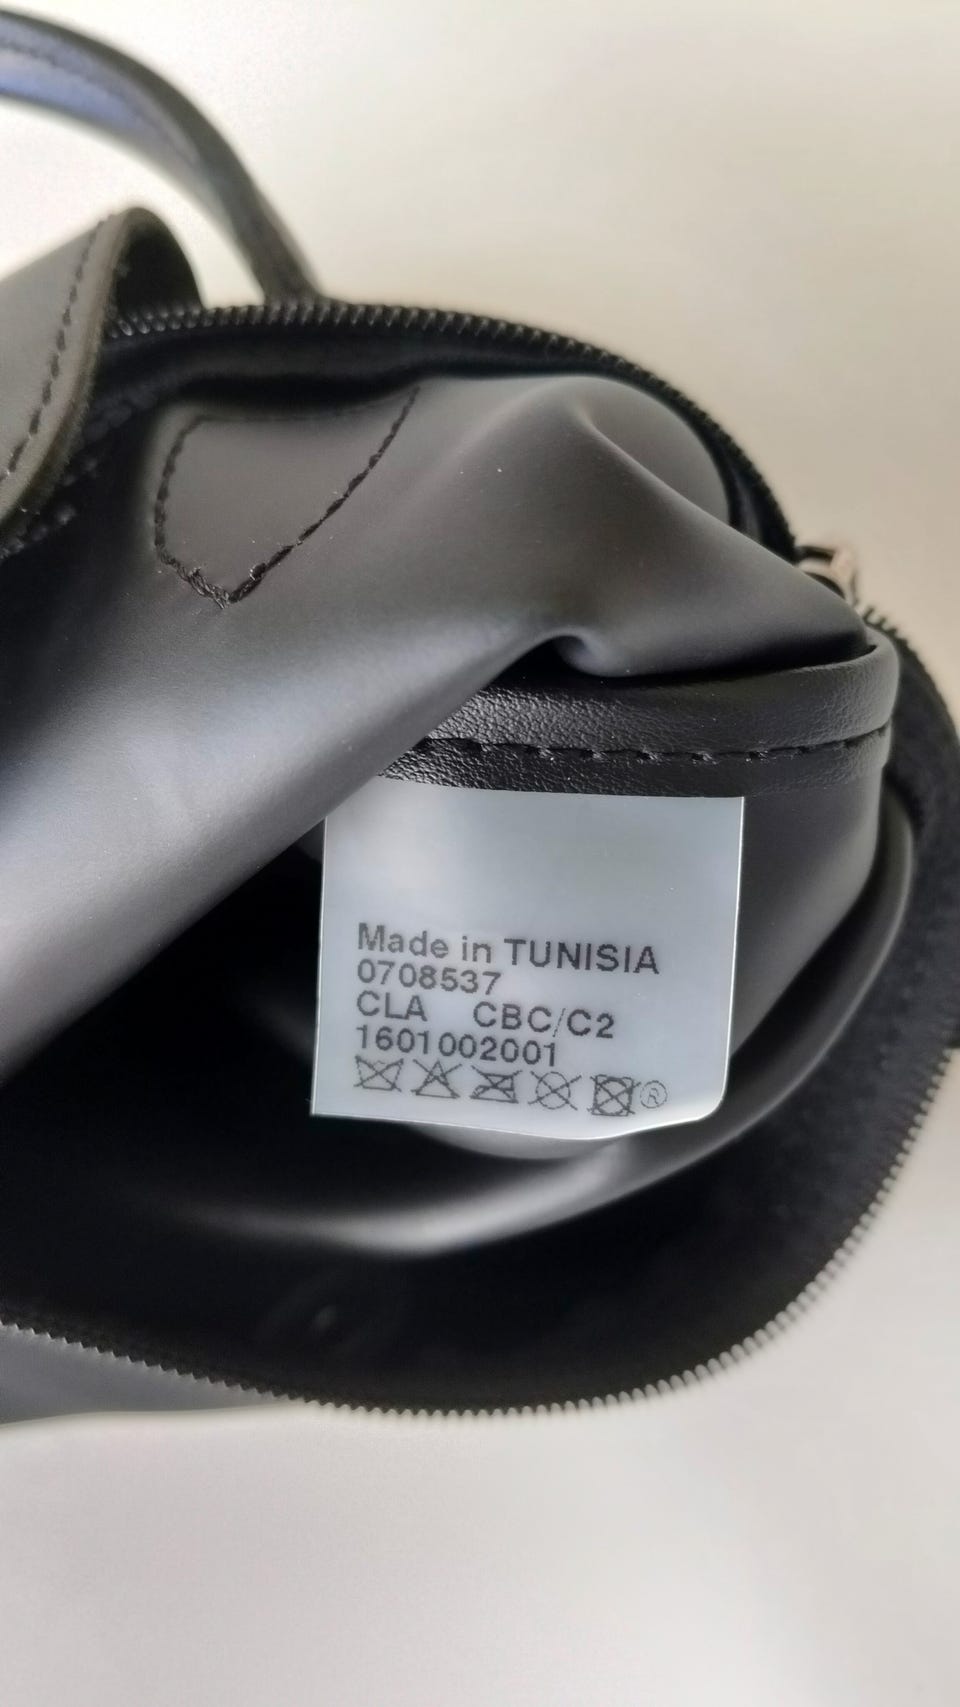 Made in TUNISIA
0708537
CLA CBC/C2
1601002001
®